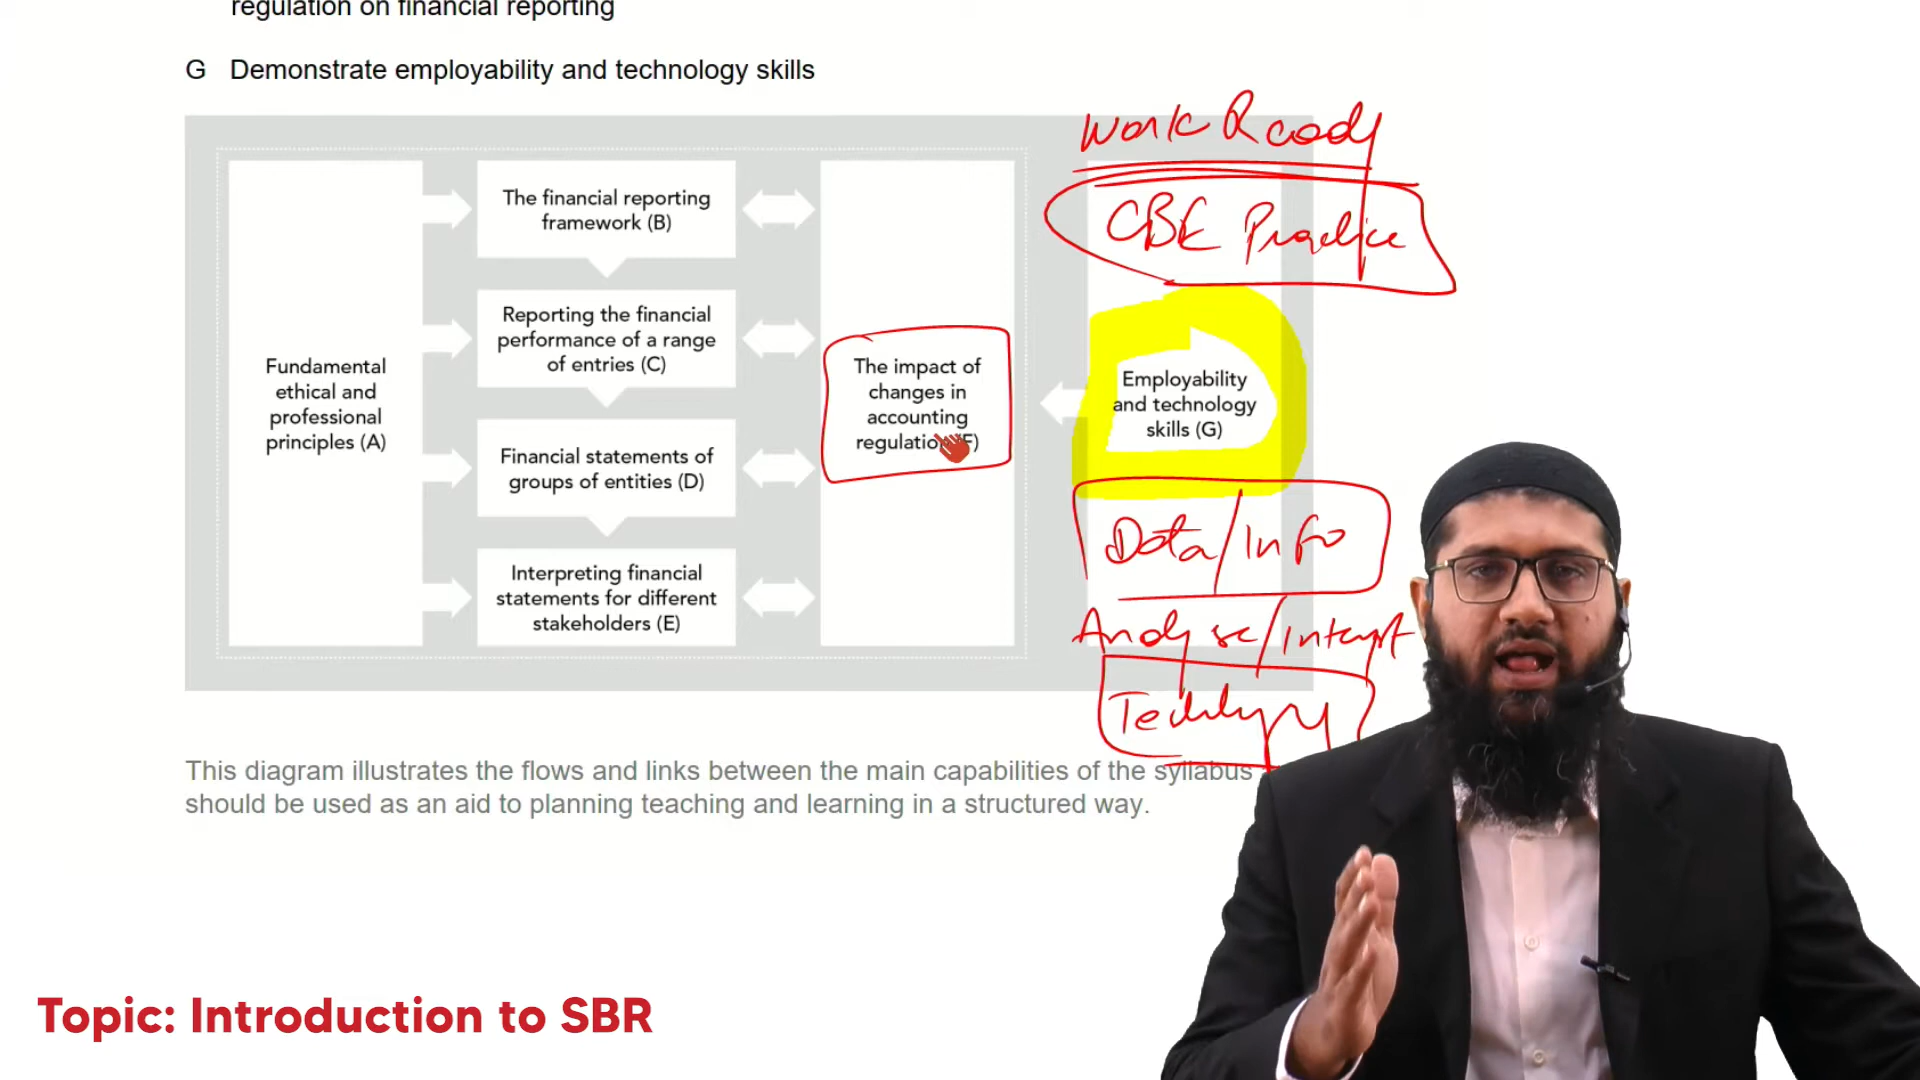 regulation on financial reporting
G Demonstrate employability and technology skills
Work Ready
CBE Practice
Fundamental
ethical and
professional
principles (A)
The financial reporting
framework (B)
Reporting the financial
performance of a range
of entries (C)
Financial statements of
groups of entities (D)
Interpreting financial
statements for different
stakeholders (E)
The impact of
changes in
accounting
regulation (F)
Employability
and technology
skills (G)
Data/Info
Analyse/Interpt
This diagram illustrates the flows and links between the main capabilities of the syllabus
should be used as an aid to planning teaching and learning in a structured way.
Topic: Introduction to SBR